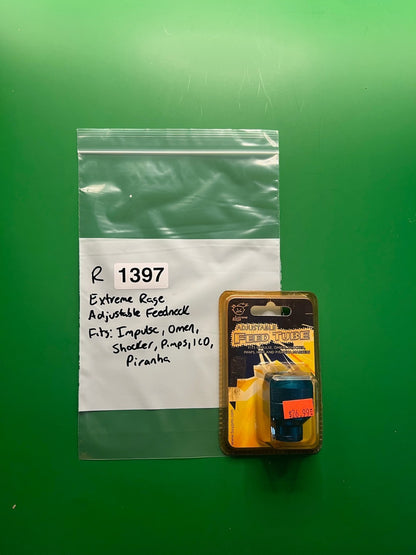 R 1397
Extreme Rage
Adjustable Feedneck
Fits: Impulse, Omen,
Shocker, Pimps, ICD,
Piranha
ADJUSTABLE
FEED TUBE